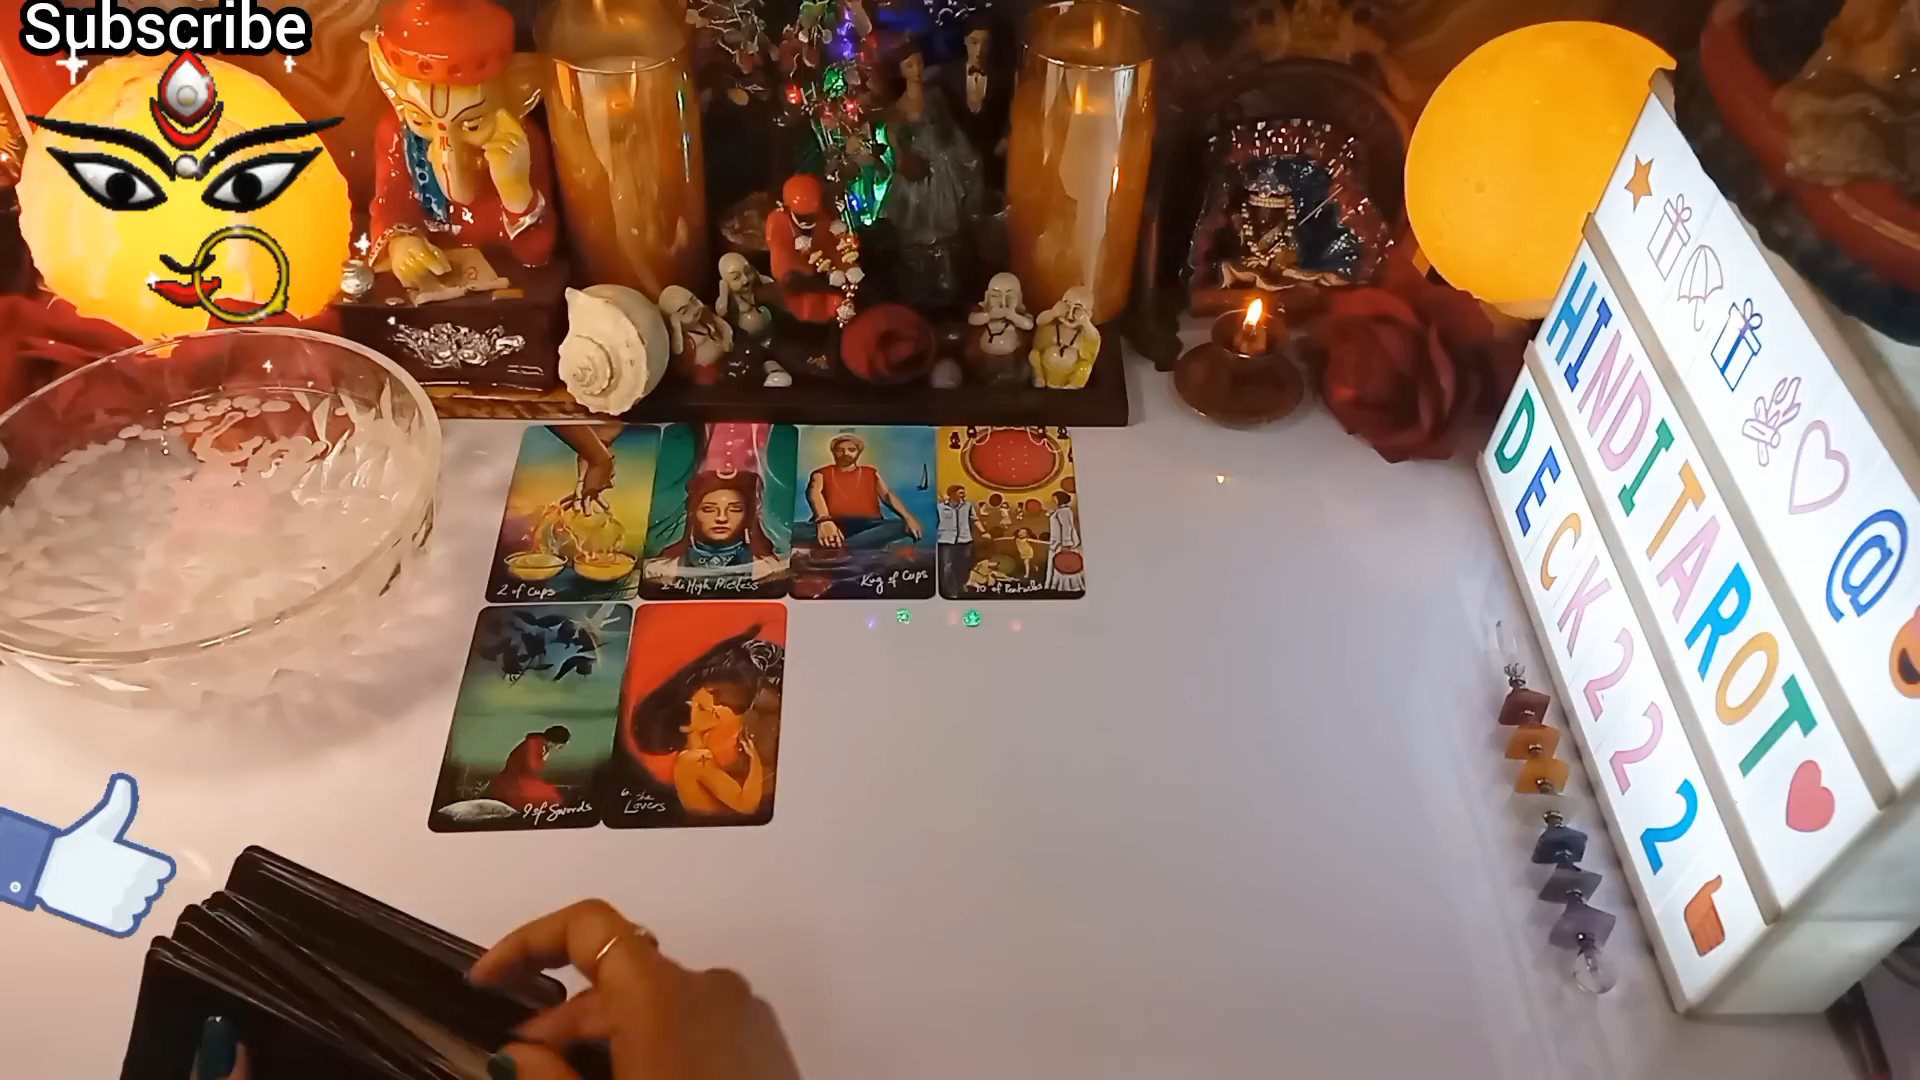 Subscribe
HINDITAROT
DECK222
@
2 of Cups
2 the High Priestess
King of Cups
10 of Pentacles
9 of Swords
6. the
Lovers